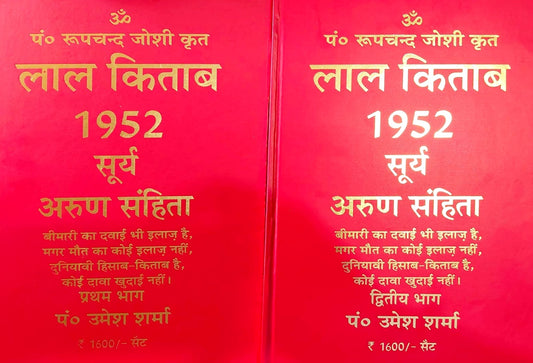 ॐ
पं० रूपचन्द जोशी कृत
लाल किताब
1952
सूर्य
अरुण संहिता
बीमारी का दवाई भी इलाज़ है,
मगर मौत का कोई इलाज़ नहीं,
दुनियावी हिसाब-किताब है,
कोई दावा खुदाई नहीं।
प्रथम भाग
पं० उमेश शर्मा
₹ 1600/- सैट
ॐ
पं० रूपचन्द जोशी कृत
लाल किताब
1952
सूर्य
अरुण संहिता
बीमारी का दवाई भी इलाज़ है,
मगर मौत का कोई इलाज़ नहीं,
दुनियावी हिसाब-किताब है,
कोई दावा खुदाई नहीं।
द्वितीय भाग
पं० उमेश शर्मा
₹ 1600/- सैट